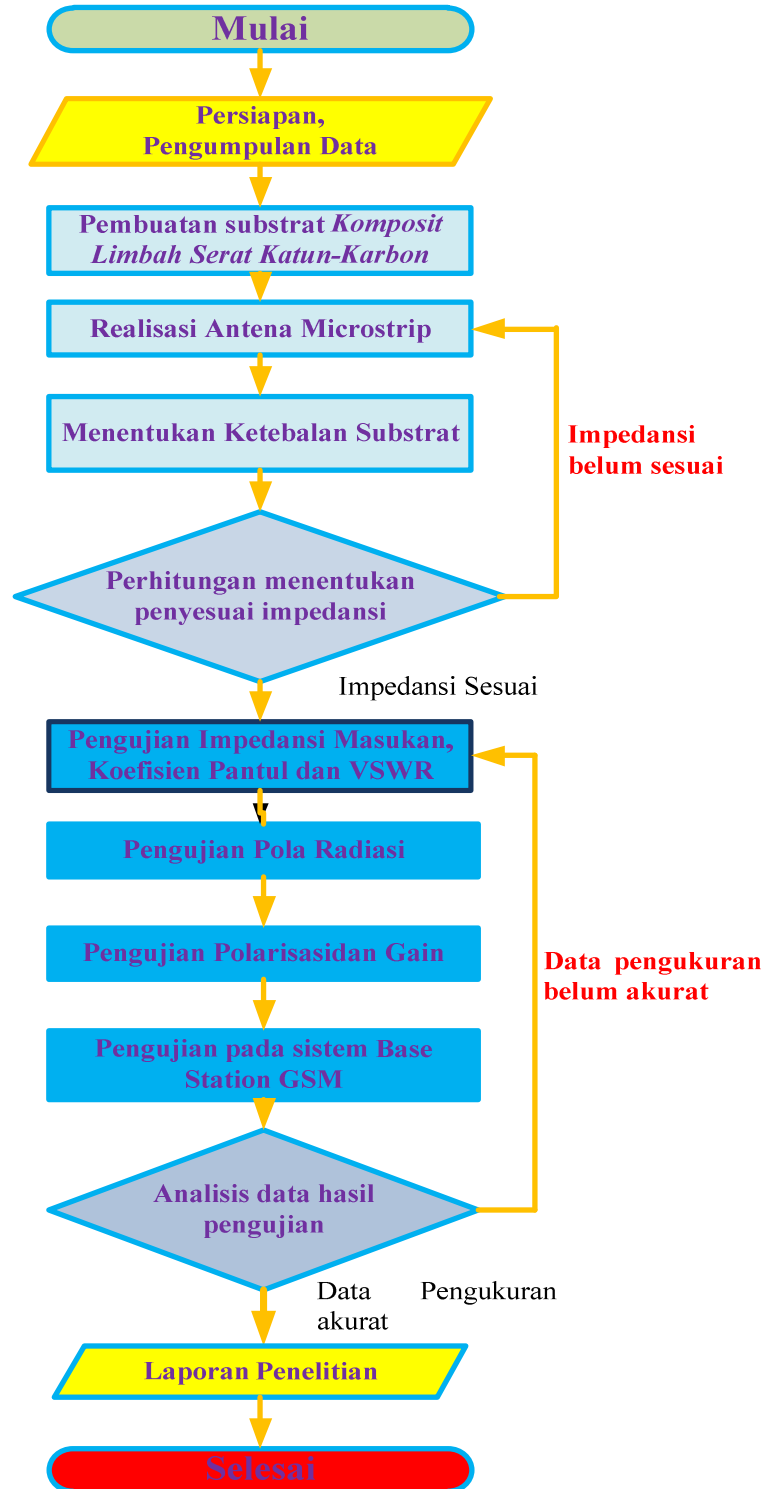 Mulai
Persiapan,
Pengumpulan Data
Pembuatan substrat Komposit
Limbah Serat Katun-Karbon
Realisasi Antena Microstrip
Menentukan Ketebalan Substrat
Impedansi
belum sesuai
Perhitungan menentukan
penyesuai impedansi
Impedansi Sesuai
Pengujian Impedansi Masukan,
Koefisien Pantul dan VSWR
Pengujian Pola Radiasi
Pengujian Polarisasidan Gain
Data pengukuran
belum akurat
Pengujian pada sistem Base
Station GSM
Analisis data hasil
pengujian
Data Pengukuran
akurat
Laporan Penelitian
Selesai